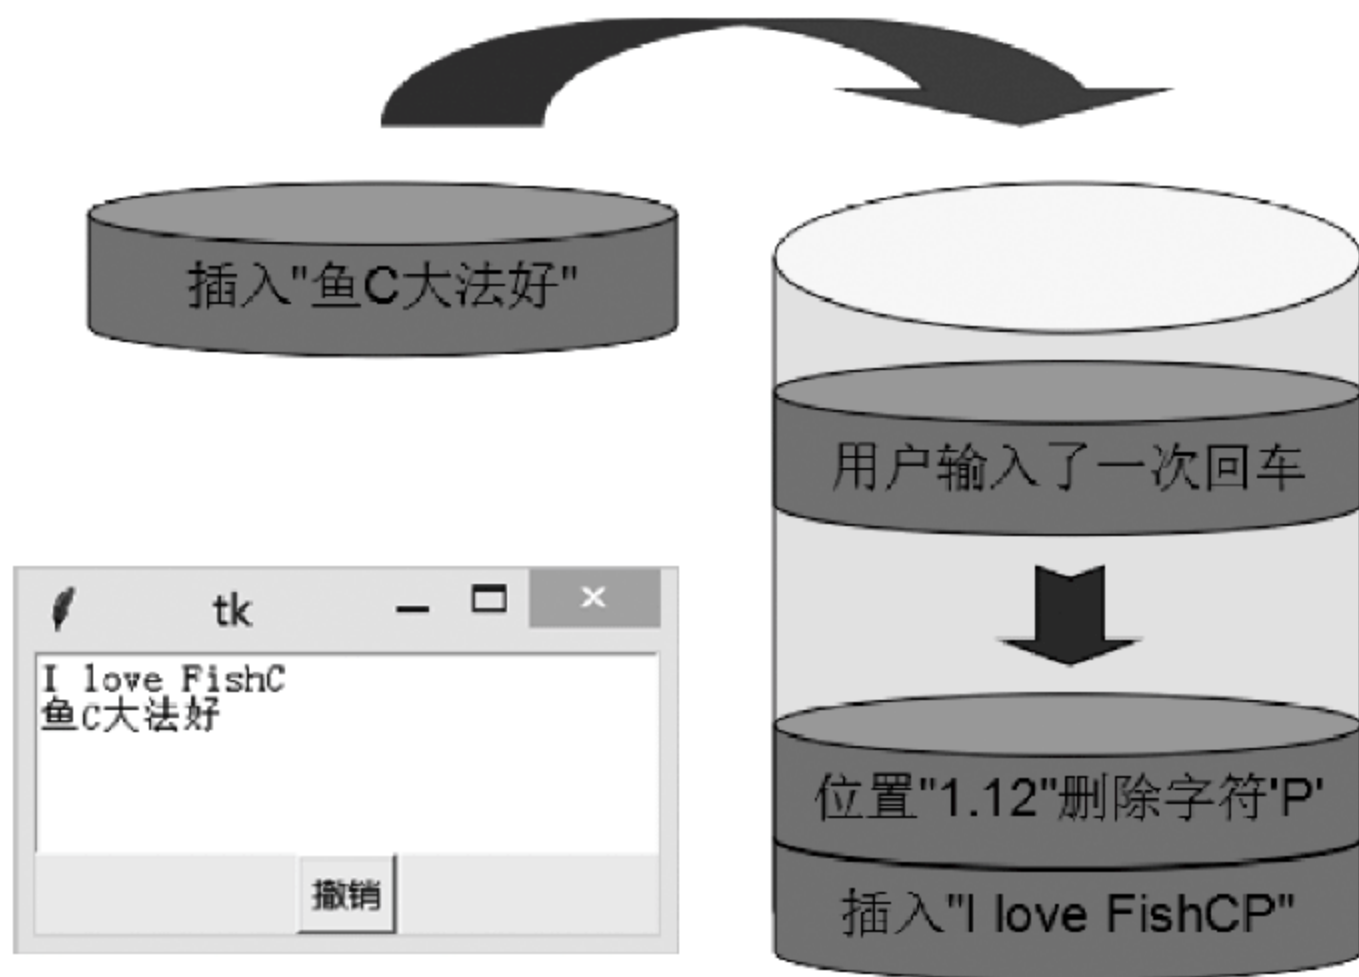 插入"鱼C大法好"
用户输入了一次回车
位置"1.12"删除字符'P'
插入"I love FishCP"
tk
I love FishC
鱼C大法好
撤销